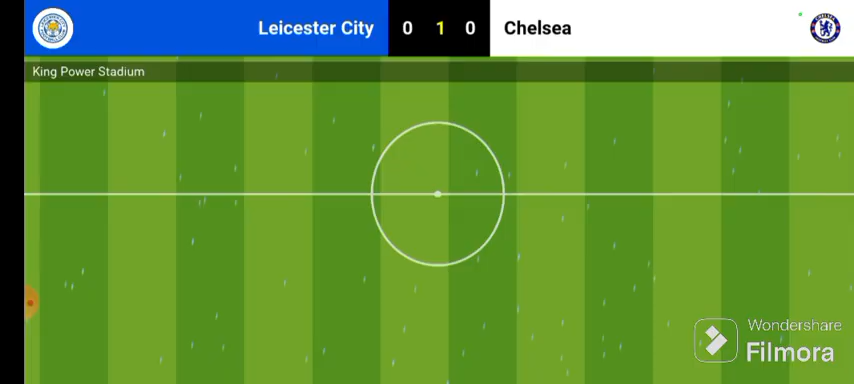 Leicester City 0 1 0 Chelsea
King Power Stadium
Wondershare
Filmora